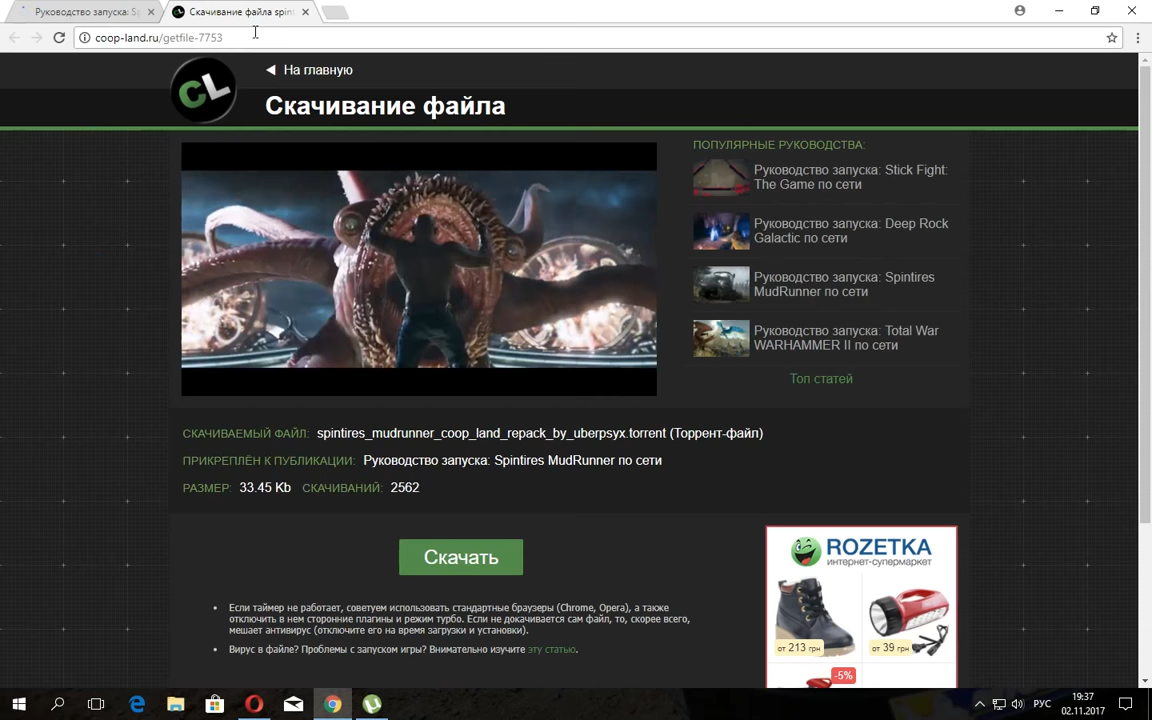 Руководство запуска: Sp
Скачивание файла spint
coop-land.ru/getfile-7753
CL
◀ На главную
Скачивание файла
ПОПУЛЯРНЫЕ РУКОВОДСТВА:
Руководство запуска: Stick Fight:
The Game по сети
Руководство запуска: Deep Rock
Galactic по сети
Руководство запуска: Spintires
MudRunner по сети
Руководство запуска: Total War
WARHAMMER II по сети
Топ статей
СКАЧИВАЕМЫЙ ФАЙЛ: spintires_mudrunner_coop_land_repack_by_uberpsyx.torrent (Торрент-файл)
ПРИКРЕПЛЁН К ПУБЛИКАЦИИ: Руководство запуска: Spintires MudRunner по сети
РАЗМЕР: 33.45 Kb СКАЧИВАНИЙ: 2562
Скачать
• Если таймер не работает, советуем использовать стандартные браузеры (Chrome, Opera), а также
отключить в нем сторонние плагины и режим турбо. Если не докачивается сам файл, то, скорее всего,
мешает антивирус (отключите его на время загрузки и установки).
• Вирус в файле? Проблемы с запуском игры? Внимательно изучите эту статью.
ROZETKA
интернет-супермаркет
от 213 грн
от 39 грн
-5%
РУС
19:37
02.11.2017